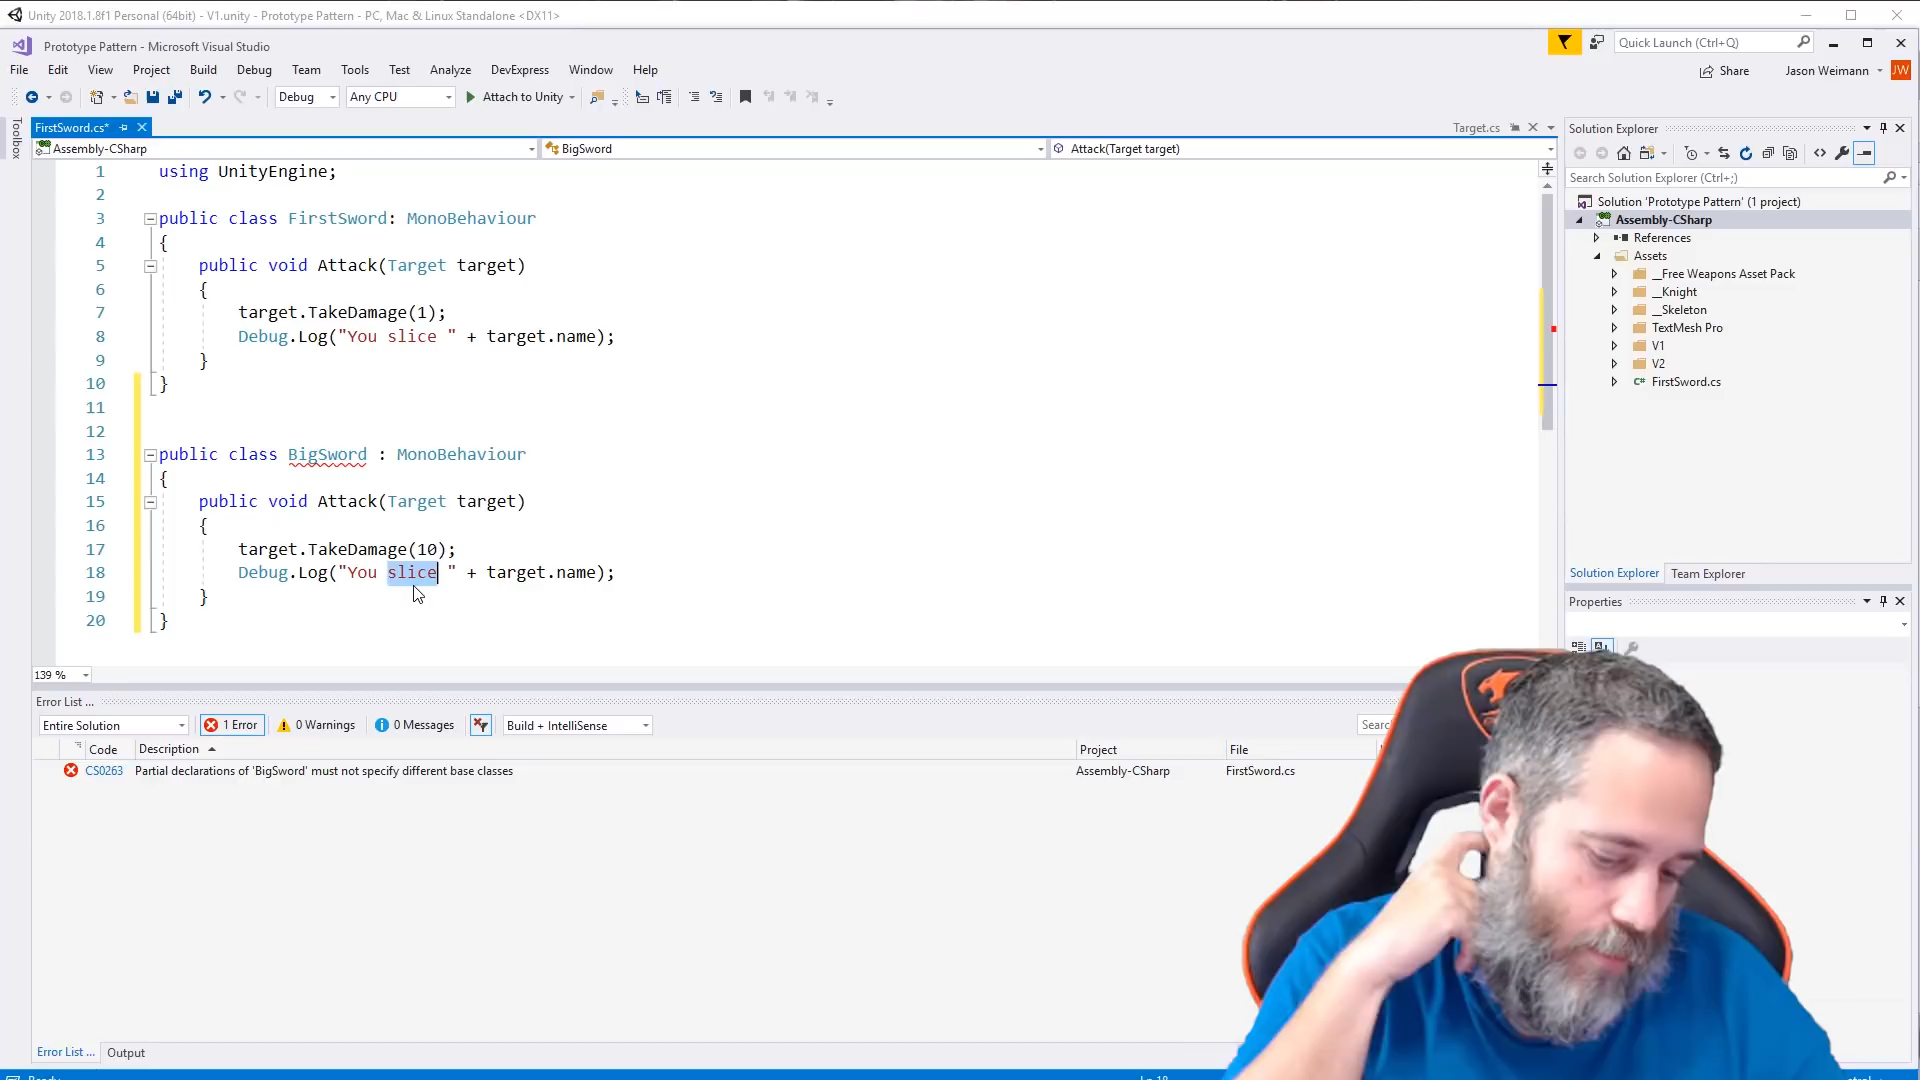 Unity 2018.1.8f1 Personal (64bit) - V1.unity - Prototype Pattern - PC, Mac & Linux Standalone <DX11>
Prototype Pattern - Microsoft Visual Studio
Quick Launch (Ctrl+Q)
File Edit View Project Build Debug Team Tools Test Analyze DevExpress Window Help
Share Jason Weimann JW
Debug Any CPU Attach to Unity
Toolbox
FirstSword.cs*
Target.cs
Assembly-CSharp BigSword Attack(Target target)
1 using UnityEngine;
2
3 public class FirstSword: MonoBehaviour
4 {
5 public void Attack(Target target)
6 {
7 target.TakeDamage(1);
8 Debug.Log("You slice " + target.name);
9 }
10 }
11
12
13 public class BigSword : MonoBehaviour
14 {
15 public void Attack(Target target)
16 {
17 target.TakeDamage(10);
18 Debug.Log("You slice " + target.name);
19 }
20 }
139 %
Solution Explorer
Search Solution Explorer (Ctrl+;)
Solution 'Prototype Pattern' (1 project)
Assembly-CSharp
References
Assets
__Free Weapons Asset Pack
__Knight
__Skeleton
TextMesh Pro
V1
V2
C# FirstSword.cs
Solution Explorer Team Explorer
Properties
Error List ...
Entire Solution 1 Error 0 Warnings 0 Messages Build + IntelliSense
Code Description Project File
CS0263 Partial declarations of 'BigSword' must not specify different base classes Assembly-CSharp FirstSword.cs
Error List ... Output